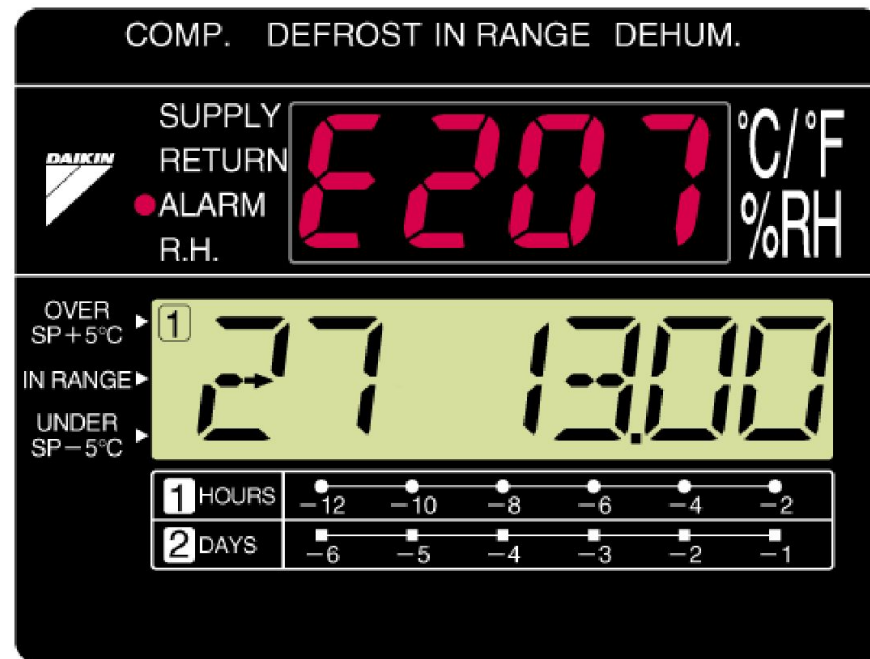 COMP. DEFROST IN RANGE DEHUM.
SUPPLY
RETURN
ALARM
R.H.
DAIKIN
E207
°C/°F
%RH
OVER
SP+5°C
IN RANGE
UNDER
SP−5°C
1
27 13.00
1 HOURS −12 −10 −8 −6 −4 −2
2 DAYS −6 −5 −4 −3 −2 −1